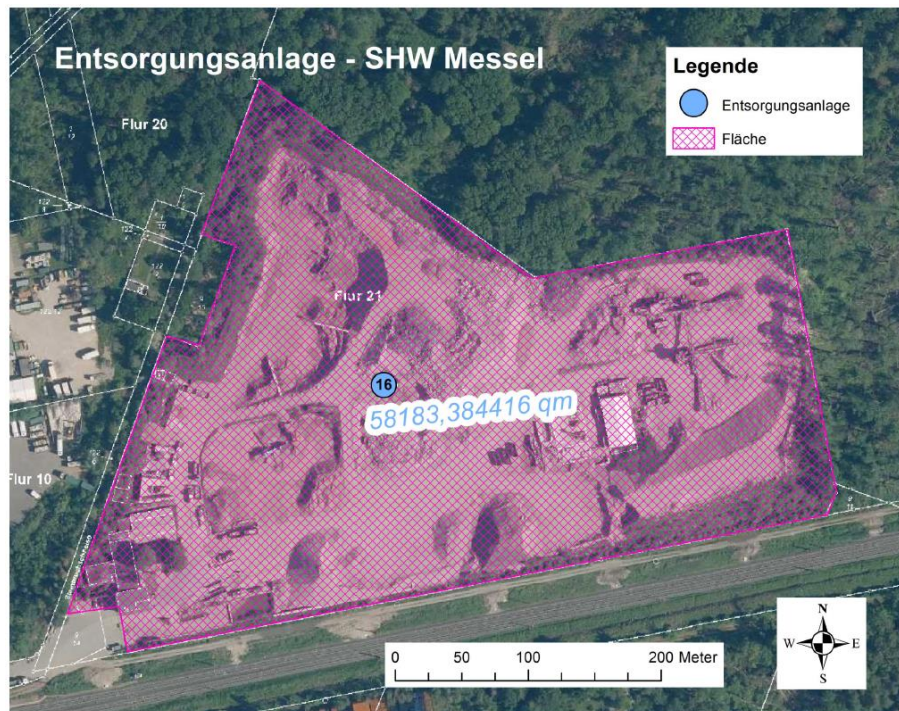 Entsorgungsanlage - SHW Messel
Legende
Entsorgungsanlage
Fläche
Flur 20
Flur 21
16
58183,384416 qm
Flur 10
0 50 100 200 Meter
N
W E
S